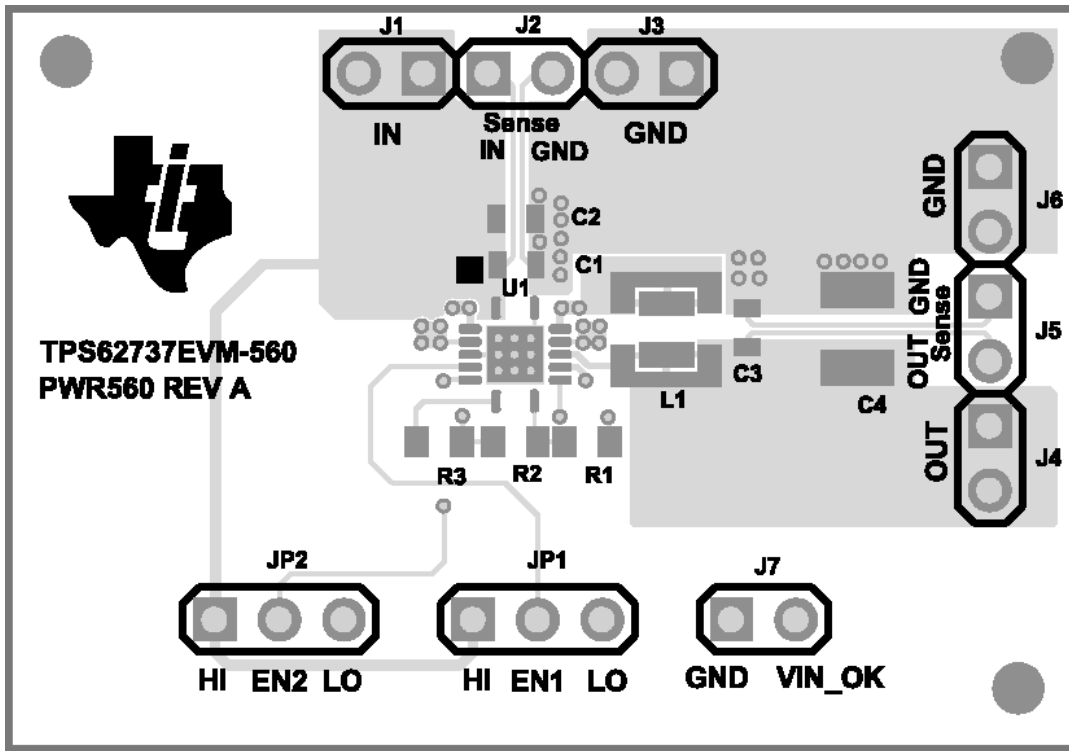 J1 J2 J3
IN
Sense
IN GND
GND
GND
J6
C2
C1
U1
GND
OUT
Sense
J5
TPS62737EVM-560
PWR560 REV A
C3
L1
C4
OUT
J4
R3 R2 R1
JP2 JP1 J7
HI EN2 LO
HI EN1 LO
GND VIN_OK